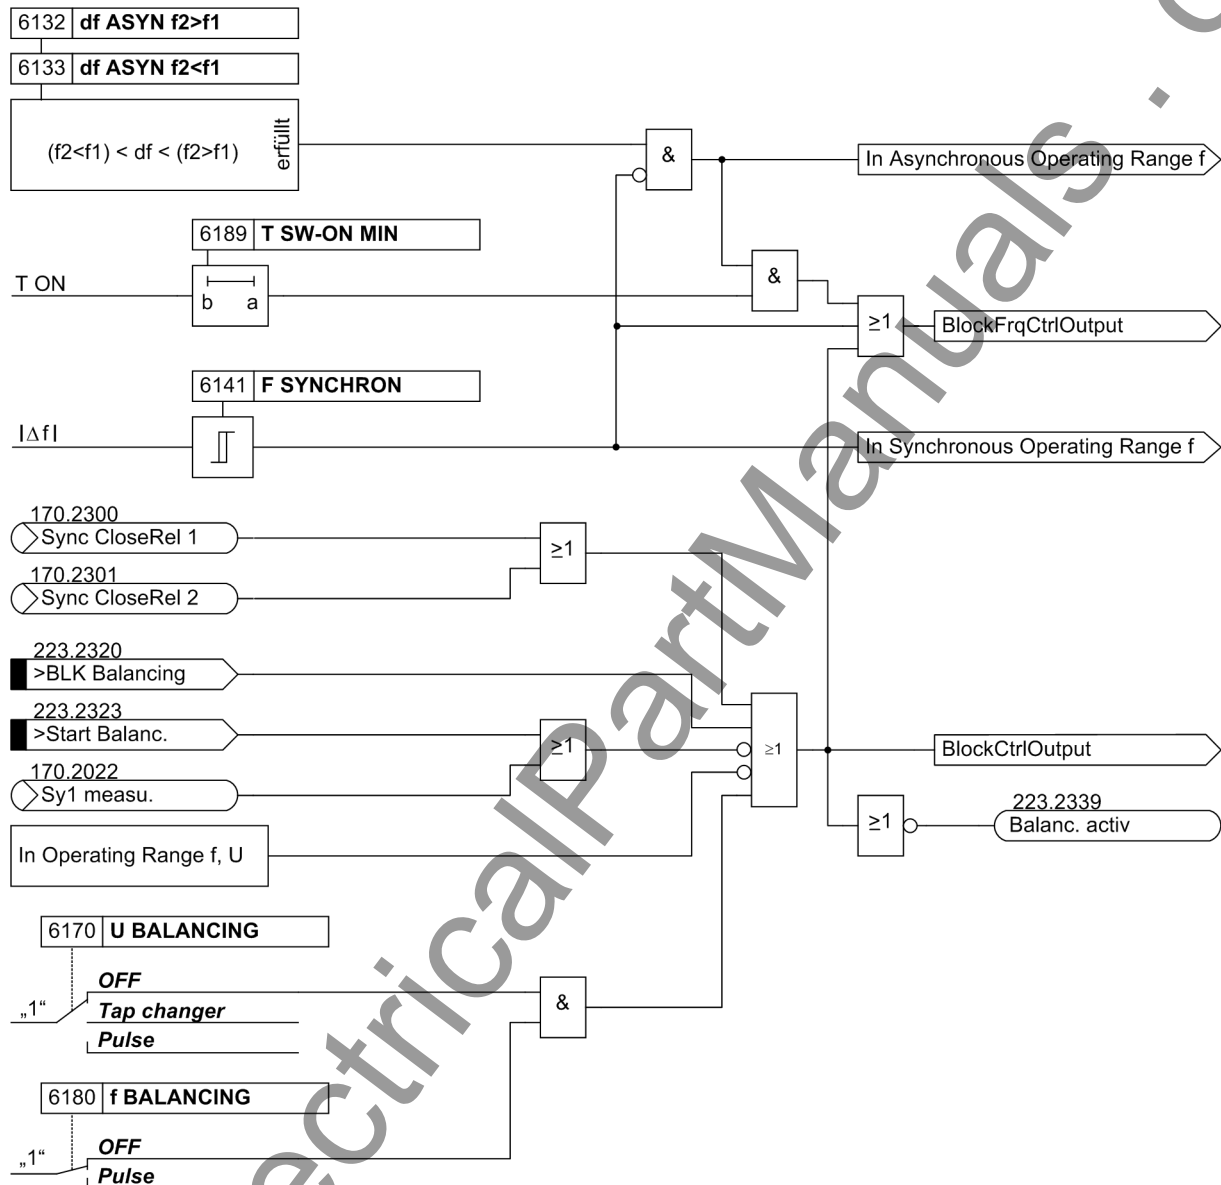 6132 df ASYN f2>f1
6133 df ASYN f2<f1
(f2<f1) < df < (f2>f1)
erfüllt
&
In Asynchronous Operating Range f
6189 T SW-ON MIN
T ON
b a
&
≥1
BlockFrqCtrlOutput
6141 F SYNCHRON
|Δf|
In Synchronous Operating Range f
170.2300
Sync CloseRel 1
≥1
170.2301
Sync CloseRel 2
223.2320
>BLK Balancing
223.2323
>Start Balanc.
≥1
≥1
BlockCtrlOutput
170.2022
Sy1 measu.
223.2339
≥1
Balanc. activ
In Operating Range f, U
6170 U BALANCING
OFF
„1“
Tap changer
Pulse
&
6180 f BALANCING
OFF
„1“
Pulse
ectricalPartManuals .